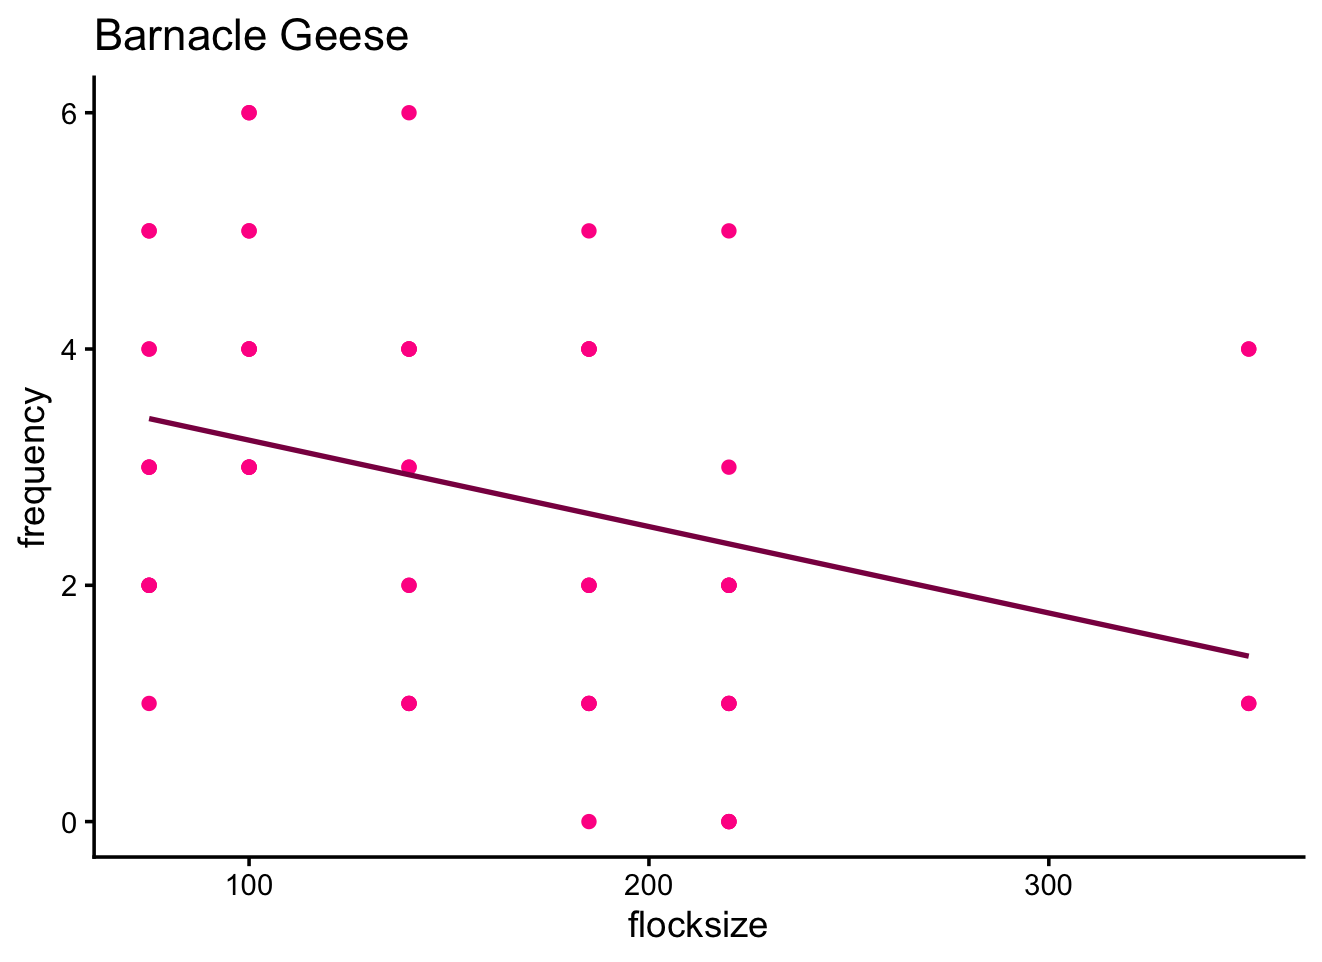 Barnacle Geese
6
4
2
0
frequency
100 200 300
flocksize